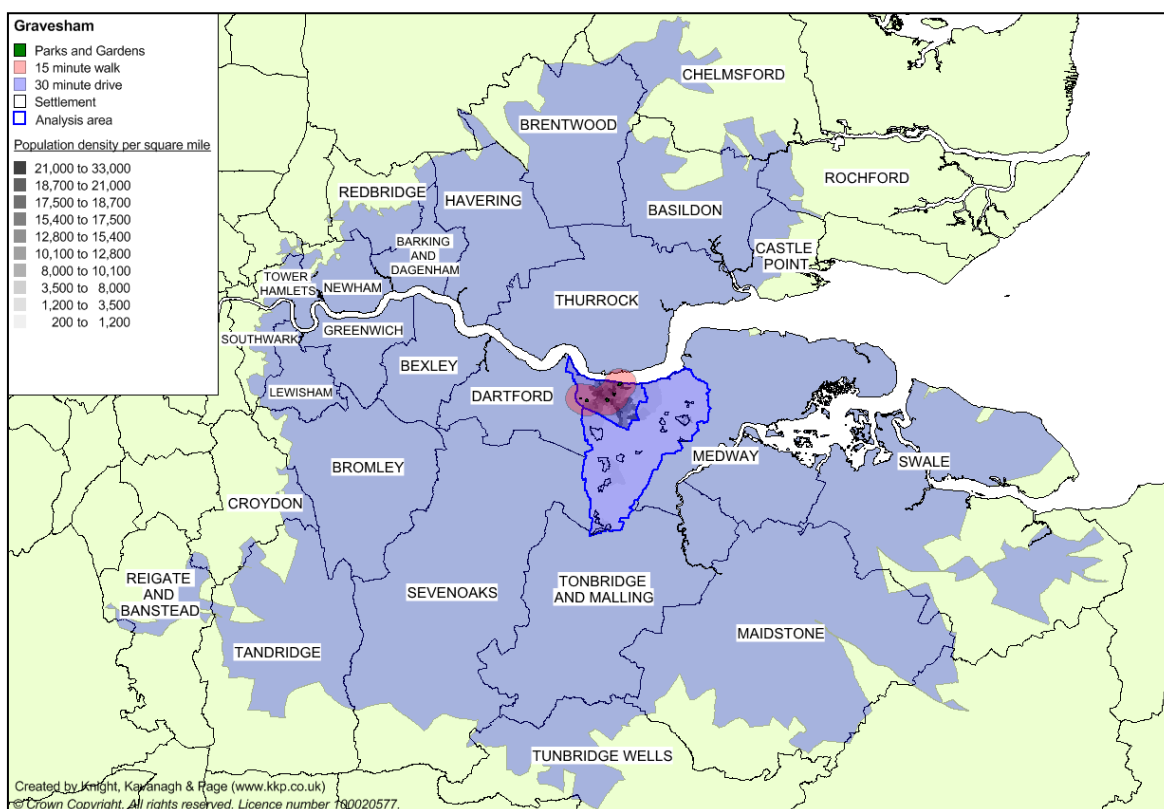 Gravesham
Parks and Gardens
15 minute walk
30 minute drive
Settlement
Analysis area
Population density per square mile
21,000 to 33,000
18,700 to 21,000
17,500 to 18,700
15,400 to 17,500
12,800 to 15,400
10,100 to 12,800
8,000 to 10,100
3,500 to 8,000
1,200 to 3,500
200 to 1,200
CHELMSFORD
BRENTWOOD
ROCHFORD
REDBRIDGE
HAVERING
BASILDON
BARKING
AND
DAGENHAM
CASTLE
POINT
TOWER
HAMLETS
NEWHAM
THURROCK
GREENWICH
SOUTHWARK
BEXLEY
LEWISHAM
DARTFORD
MEDWAY
SWALE
BROMLEY
CROYDON
REIGATE
AND
BANSTEAD
SEVENOAKS
TONBRIDGE
AND MALLING
MAIDSTONE
TANDRIDGE
TUNBRIDGE WELLS
Created by Knight, Kavanagh & Page (www.kkp.co.uk)
© Crown Copyright. All rights reserved. Licence number 100020577.